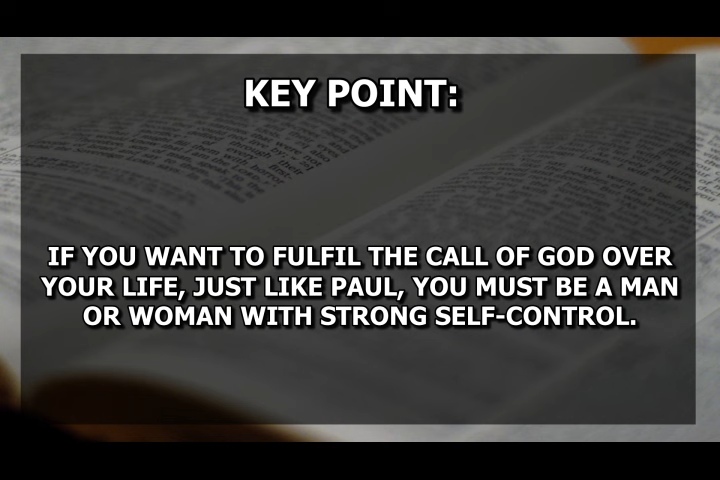 KEY POINT:
IF YOU WANT TO FULFIL THE CALL OF GOD OVER
YOUR LIFE, JUST LIKE PAUL, YOU MUST BE A MAN
OR WOMAN WITH STRONG SELF-CONTROL.